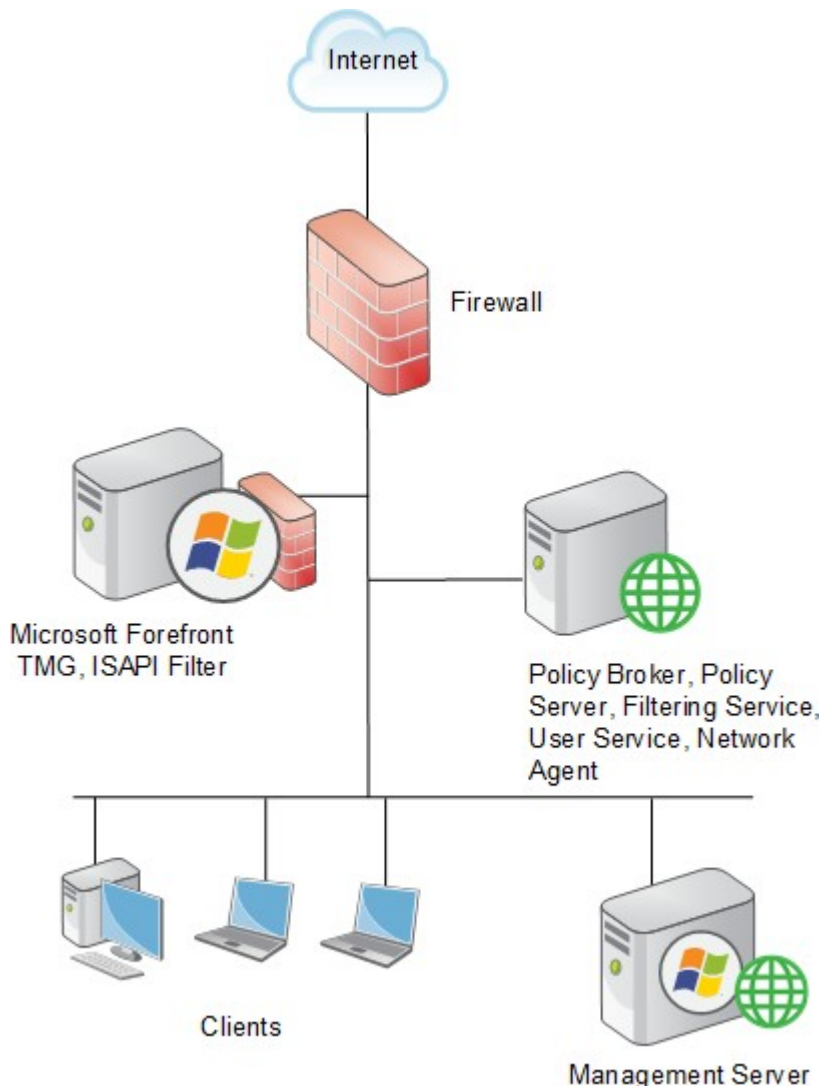 Internet
Firewall
Microsoft Forefront
TMG, ISAPI Filter
Policy Broker, Policy
Server, Filtering Service,
User Service, Network
Agent
Clients
Management Server